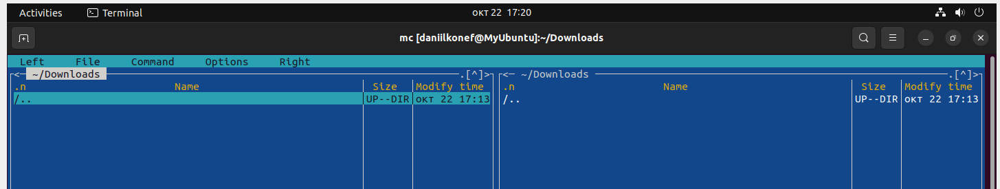 Activities Terminal окт 22 17:20
mc [daniilkonef@MyUbuntu]:~/Downloads
Left File Command Options Right
<─ ~/Downloads ─.[^]>
.n Name Size Modify time
/.. UP--DIR окт 22 17:13
<─ ~/Downloads ─.[^]>
.n Name Size Modify time
/.. UP--DIR окт 22 17:13